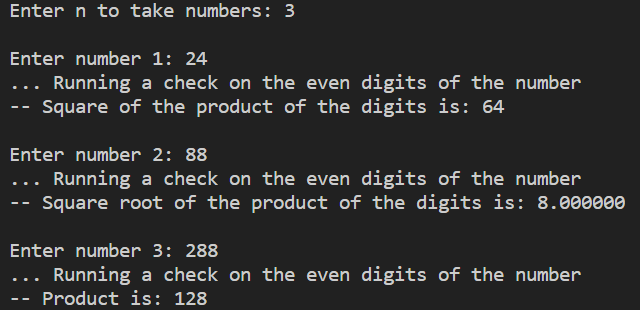 Enter n to take numbers: 3
Enter number 1: 24
... Running a check on the even digits of the number
-- Square of the product of the digits is: 64
Enter number 2: 88
... Running a check on the even digits of the number
-- Square root of the product of the digits is: 8.000000
Enter number 3: 288
... Running a check on the even digits of the number
-- Product is: 128